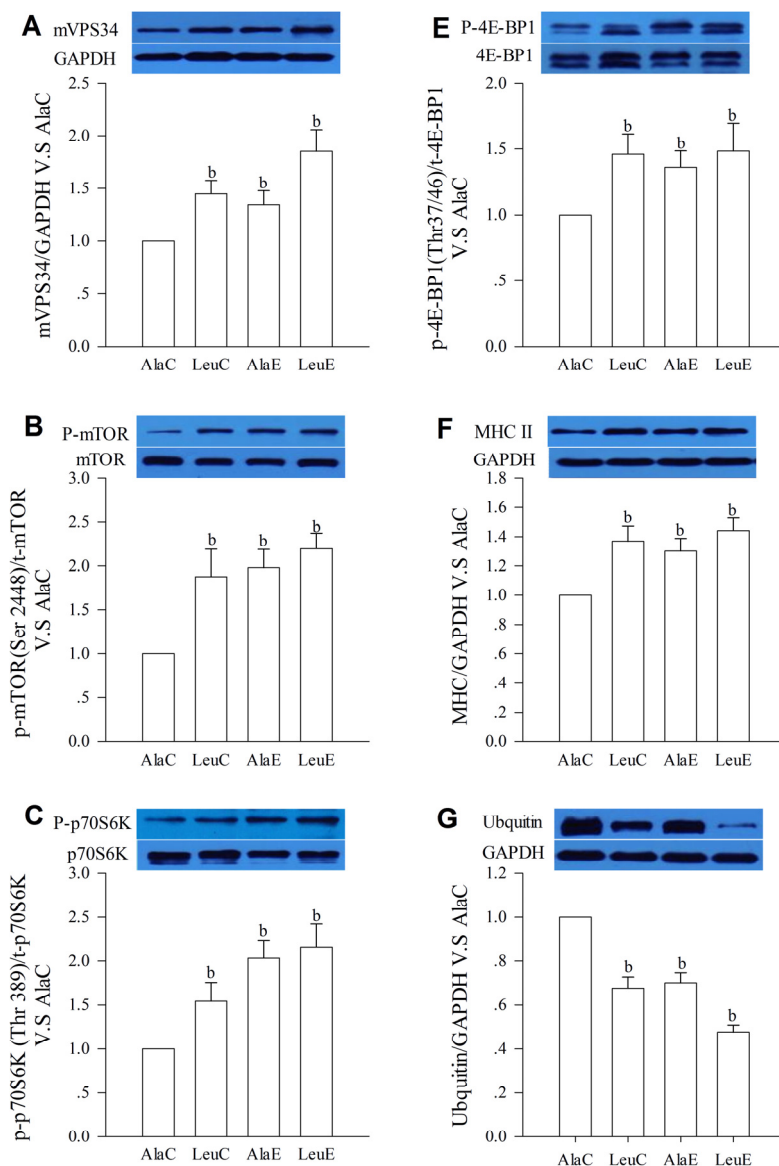 A
mVPS34
GAPDH
mVPS34/GAPDH V.S AlaC
2.5
2.0
1.5
1.0
.5
0.0
b
b
b
AlaC LeuC AlaE LeuE
E
P-4E-BP1
4E-BP1
p-4E-BP1(Thr37/46)/t-4E-BP1
V.S AlaC
2.0
1.5
1.0
.5
0.0
b
b
b
AlaC LeuC AlaE LeuE
B
P-mTOR
mTOR
p-mTOR(Ser 2448)/t-mTOR
V.S AlaC
3.0
2.5
2.0
1.5
1.0
.5
0.0
b
b
b
AlaC LeuC AlaE LeuE
F
MHC II
GAPDH
MHC/GAPDH V.S AlaC
1.8
1.6
1.4
1.2
1.0
.8
.6
.4
.2
0.0
b
b
b
AlaC LeuC AlaE LeuE
C
P-p70S6K
p70S6K
p-p70S6K (Thr 389)/t-p70S6K
V.S AlaC
3.0
2.5
2.0
1.5
1.0
.5
0.0
b
b
b
AlaC LeuC AlaE LeuE
G
Ubquitin
GAPDH
Ubquitin/GAPDH V.S AlaC
1.2
1.0
.8
.6
.4
.2
0.0
b
b
b
AlaC LeuC AlaE LeuE